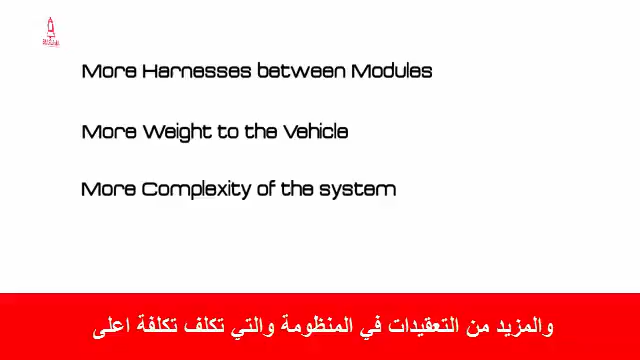 More Harnesses between Modules
More Weight to the Vehicle
More Complexity of the system
والمزيد من التعقيدات في المنظومة والتي تكلف تكلفة اعلى